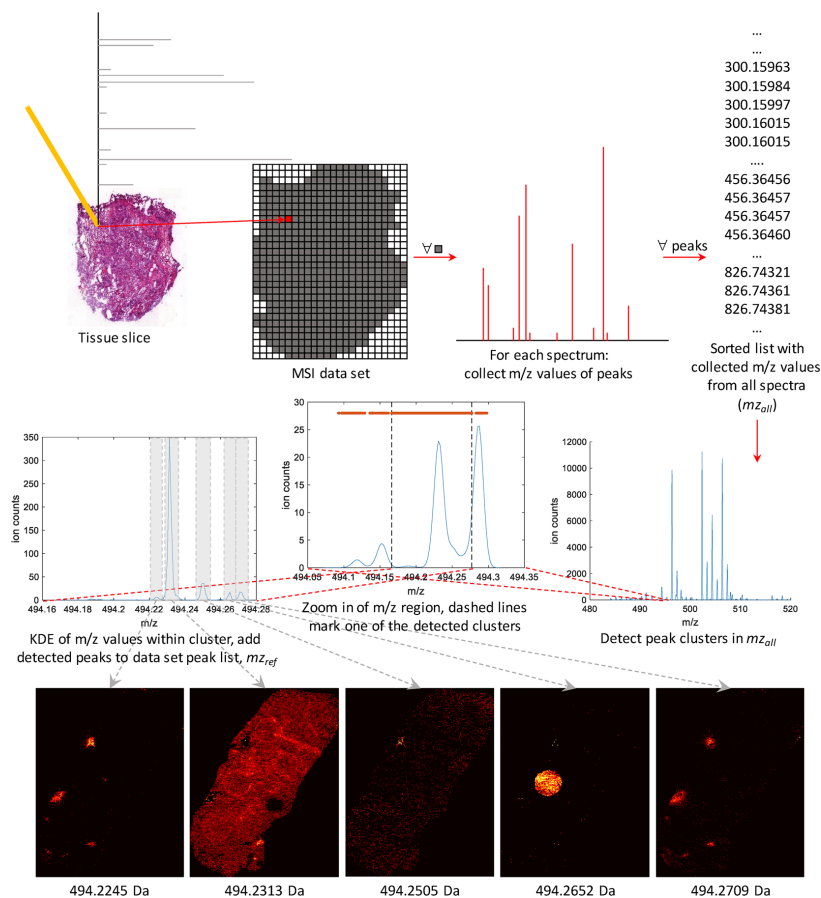 ...
...
300.15963
300.15984
300.15997
300.16015
300.16015
....
456.36456
456.36457
456.36457
456.36460
...
826.74321
826.74361
826.74381
...
∀
∀ peaks
Tissue slice
MSI data set
For each spectrum:
collect m/z values of peaks
Sorted list with
collected m/z values
from all spectra
(mzall)
350
300
250
200
150
100
50
0
ion counts
494.16 494.18 494.2 494.22 494.24 494.26 494.28
m/z
KDE of m/z values within cluster, add
detected peaks to data set peak list, mzref
30
25
20
15
10
5
0
ion counts
494.05 494.1 494.15 494.2 494.25 494.3 494.35
m/z
Zoom in of m/z region, dashed lines
mark one of the detected clusters
12000
10000
8000
6000
4000
2000
0
ion counts
480 490 500 510 520
m/z
Detect peak clusters in mzall
494.2245 Da 494.2313 Da 494.2505 Da 494.2652 Da 494.2709 Da